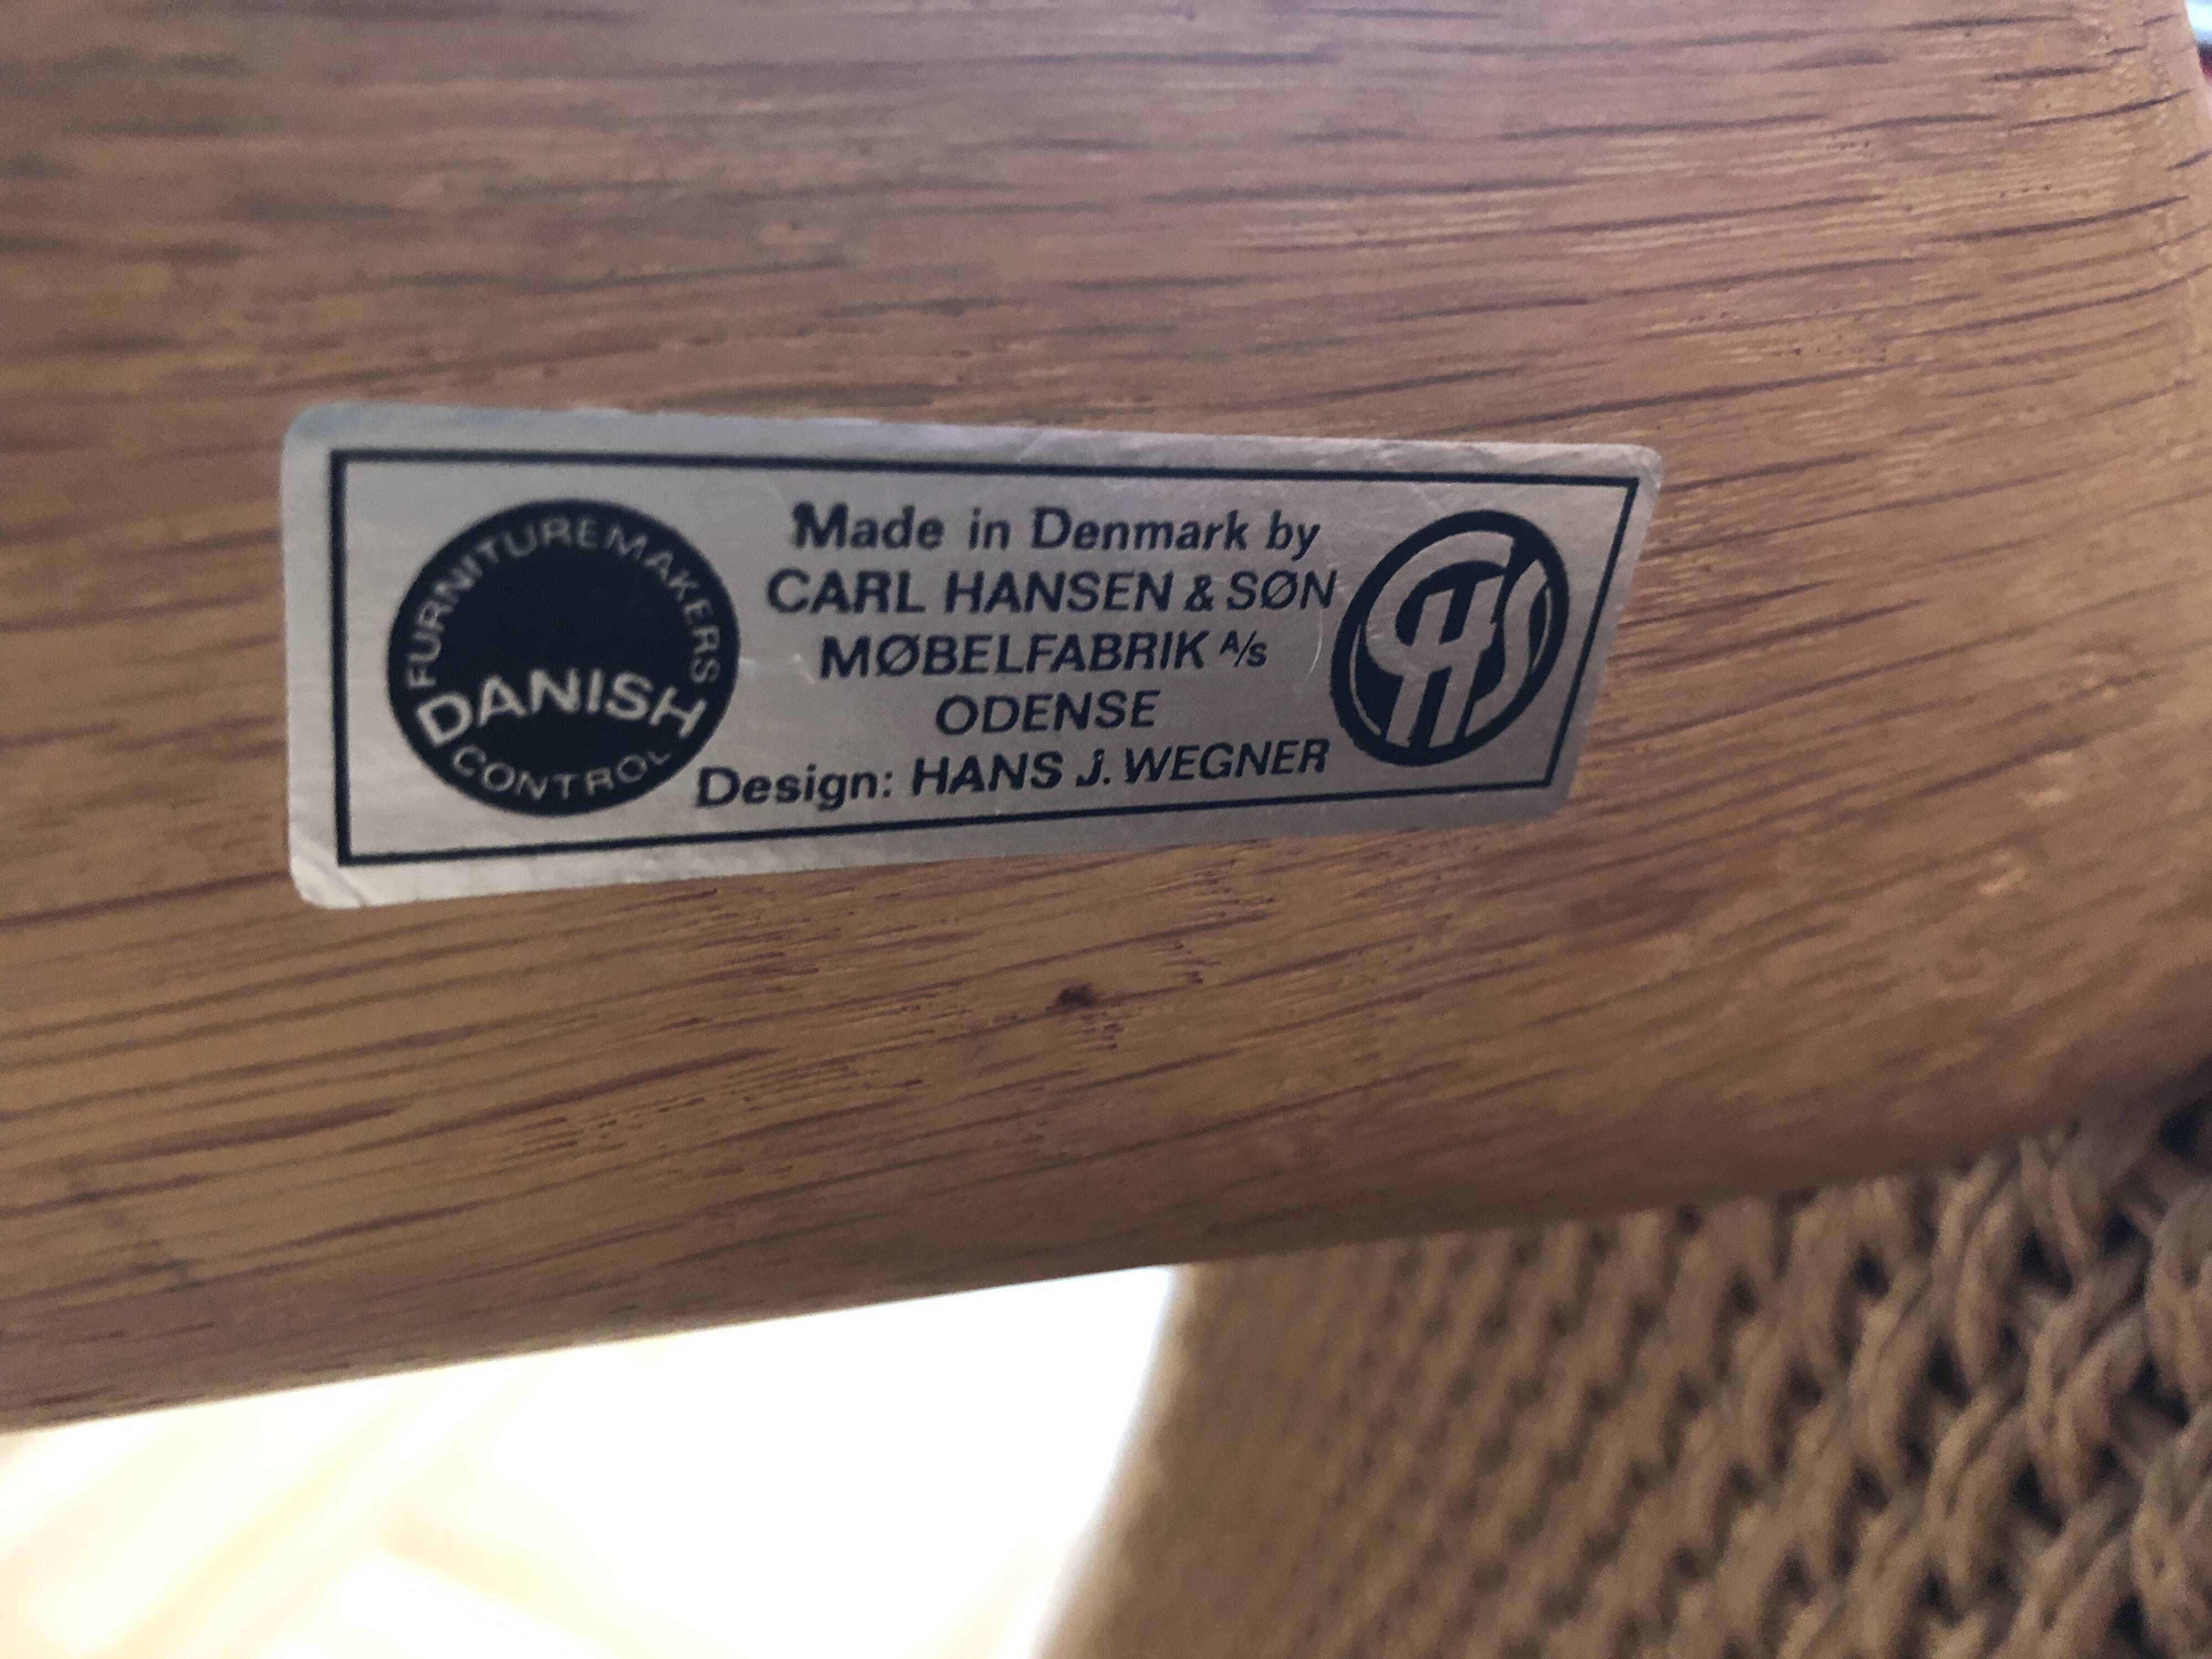 FURNITUREMAKERS
DANISH
CONTROL
Made in Denmark by
CARL HANSEN & SØN
MØBELFABRIK A/S
ODENSE
Design: HANS J. WEGNER
CHS